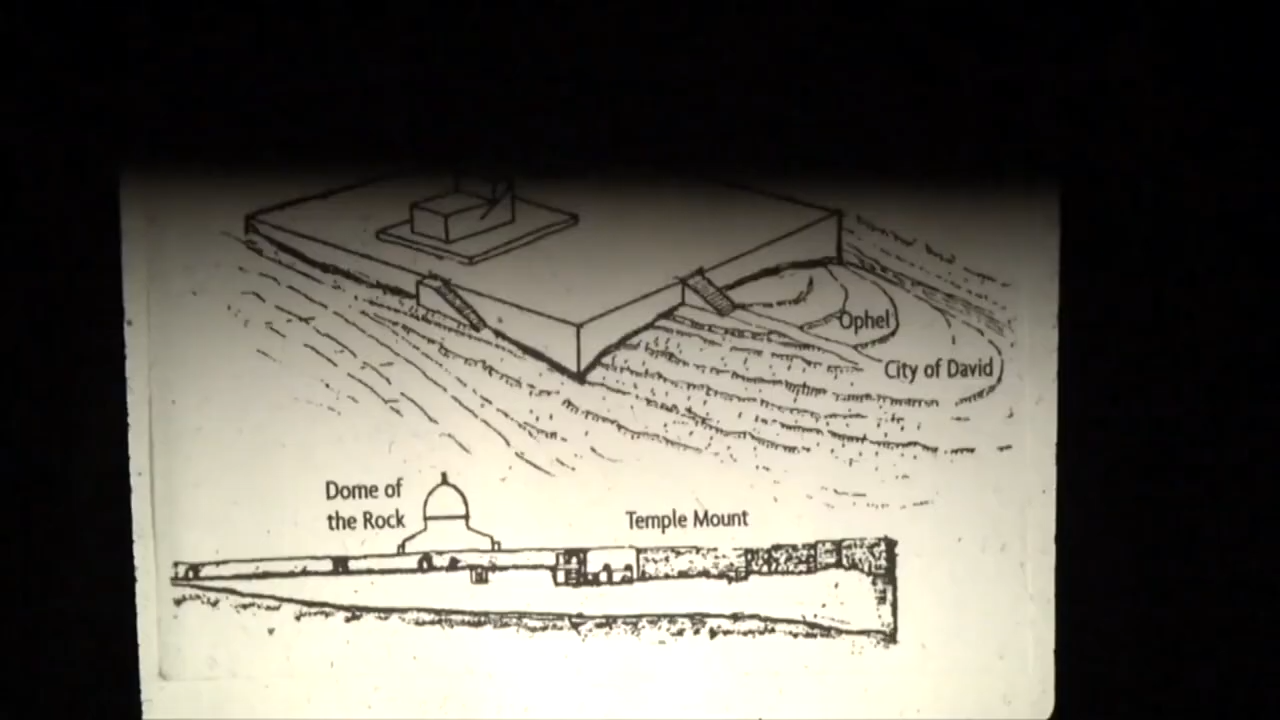 Ophel
City of David
Dome of
the Rock
Temple Mount